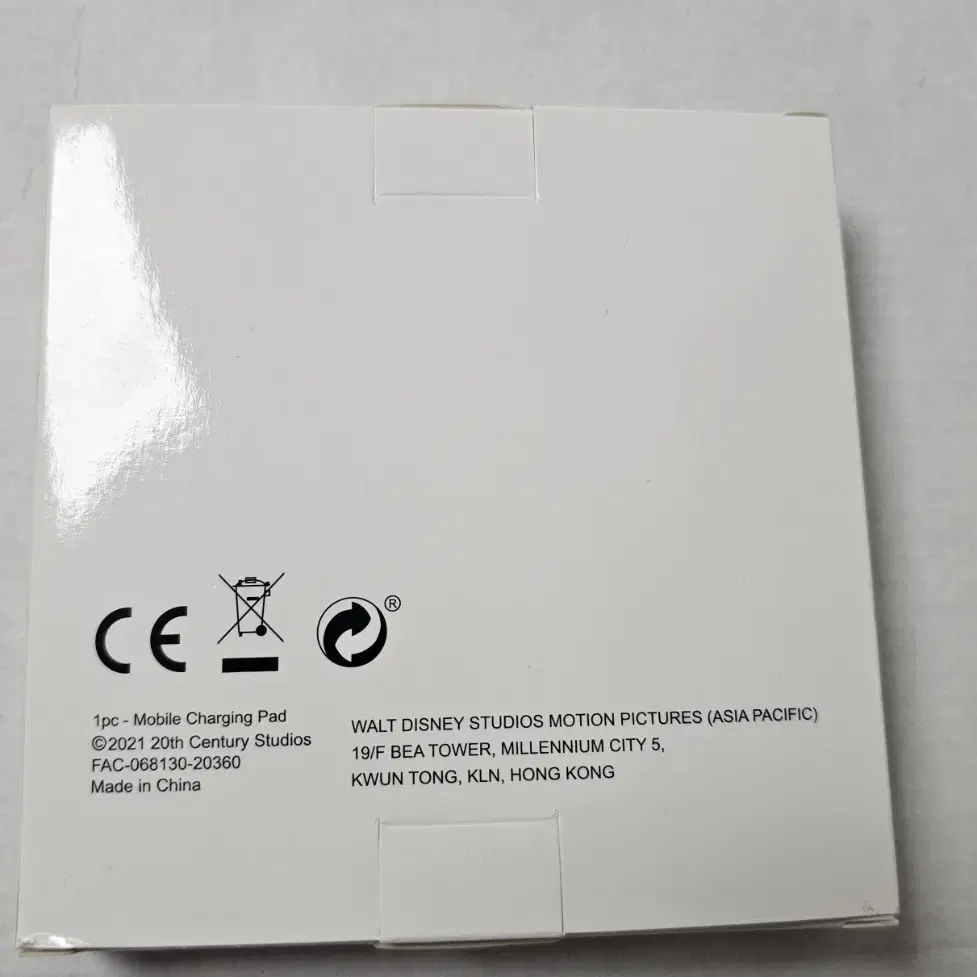 CE
®
1pc - Mobile Charging Pad
©2021 20th Century Studios
FAC-068130-20360
Made in China
WALT DISNEY STUDIOS MOTION PICTURES (ASIA PACIFIC)
19/F BEA TOWER, MILLENNIUM CITY 5,
KWUN TONG, KLN, HONG KONG